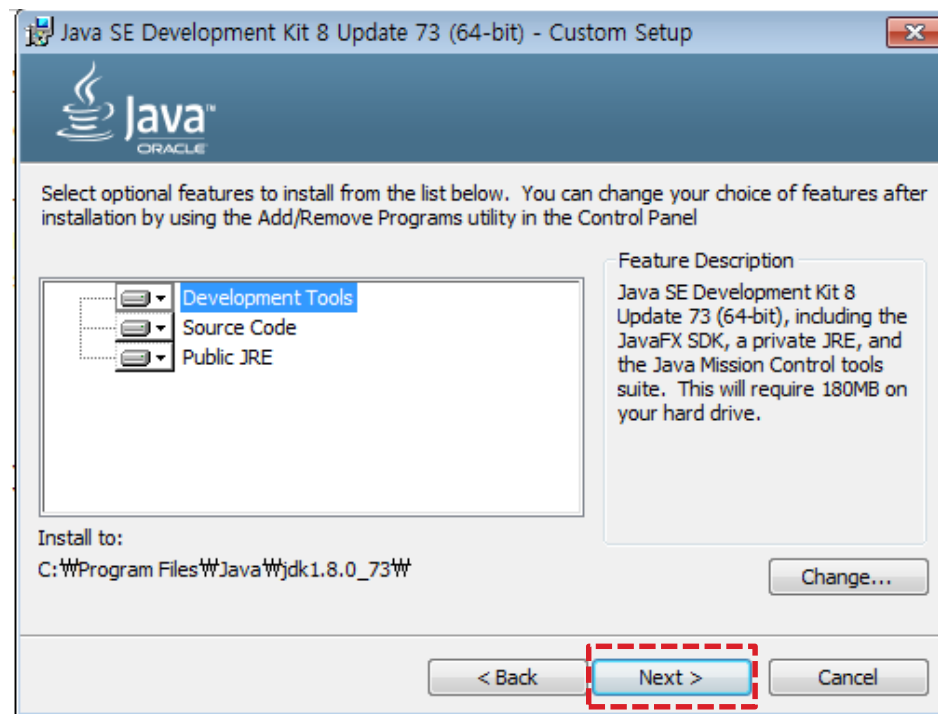 Java SE Development Kit 8 Update 73 (64-bit) - Custom Setup
Java™
ORACLE
Select optional features to install from the list below. You can change your choice of features after
installation by using the Add/Remove Programs utility in the Control Panel
Development Tools
Source Code
Public JRE
Feature Description
Java SE Development Kit 8
Update 73 (64-bit), including the
JavaFX SDK, a private JRE, and
the Java Mission Control tools
suite. This will require 180MB on
your hard drive.
Install to:
C:₩Program Files₩Java₩jdk1.8.0_73₩
Change...
< Back
Next >
Cancel